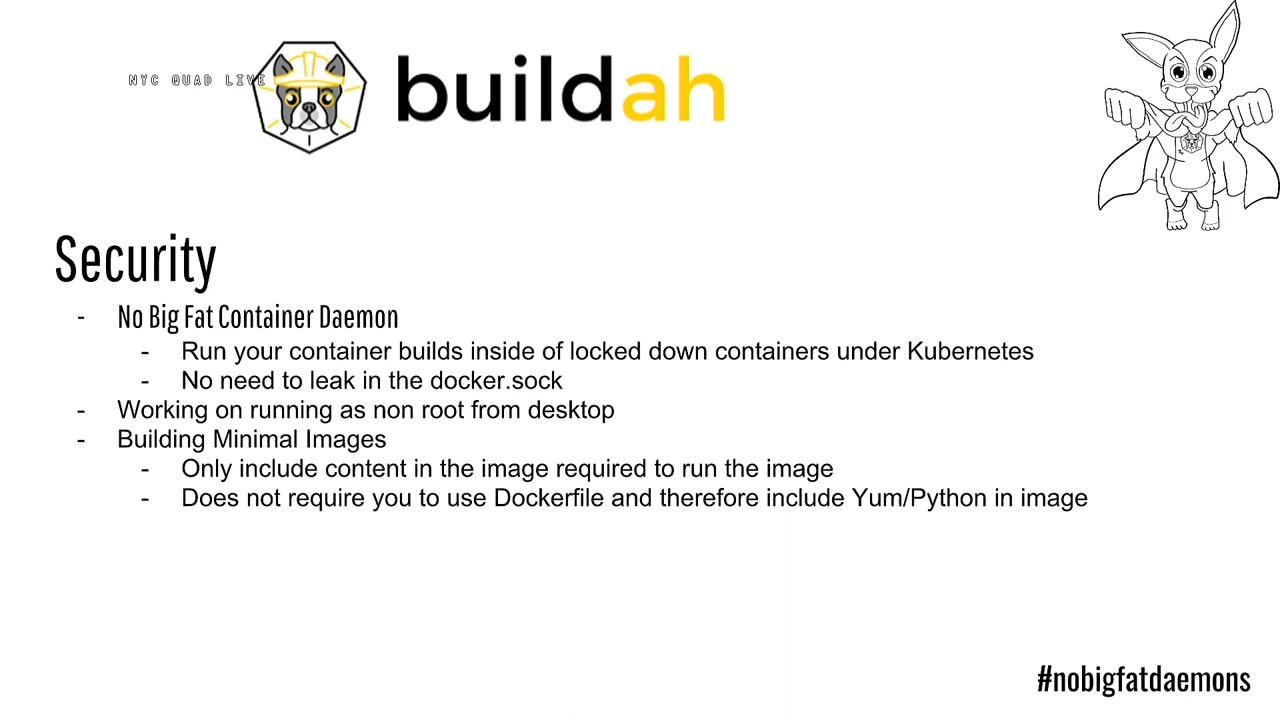 NYC QUAD LIVE
buildah
Security
- No Big Fat Container Daemon
- Run your container builds inside of locked down containers under Kubernetes
- No need to leak in the docker.sock
- Working on running as non root from desktop
- Building Minimal Images
- Only include content in the image required to run the image
- Does not require you to use Dockerfile and therefore include Yum/Python in image
#nobigfatdaemons